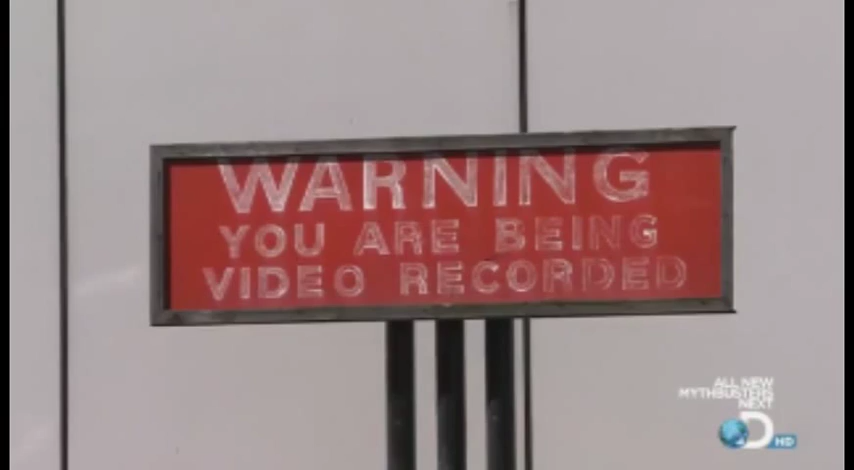 WARNING
YOU ARE BEING
VIDEO RECORDED
ALL NEW
MYTHBUSTERS
NEXT
D HD